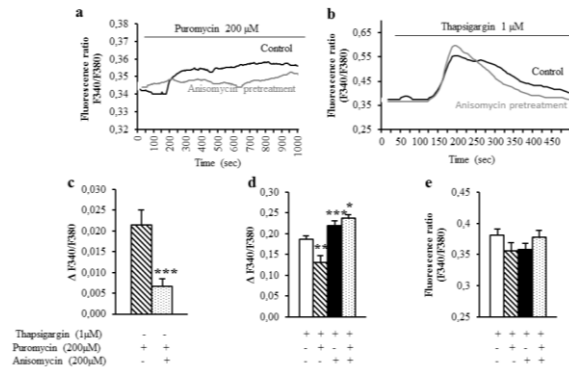 a
Puromycin 200 µM
Fluorescence ratio
F340/F380)
0,38
0,36
0,34
0,32
Control
Anisomycin pretreatment
0 100 200 300 400 500 600 700 800 900 1000
Time (sec)
b
Thapsigargin 1 µM
Fluorescence ratio
(F340/F380)
0,65
0,55
0,45
0,35
0,25
Control
Anisomycin pretreatment
0 50 100 150 200 250 300 350 400 450 500
Time (sec)
c
Δ F340/F380
0,030
0,025
0,020
0,015
0,010
0,005
0,000
***
d
Δ F340/F380
0,30
0,25
0,20
0,15
0,10
0,05
0,00
** *** *
e
Fluorescence ratio
(F340/F380)
0,45
0,4
0,35
0,3
0,25
Thapsigargin (1µM) - - + + + + + + + +
Puromycin (200µM) + + - + - + - + - +
Anisomycin (200µM) - + - - + + - - + +